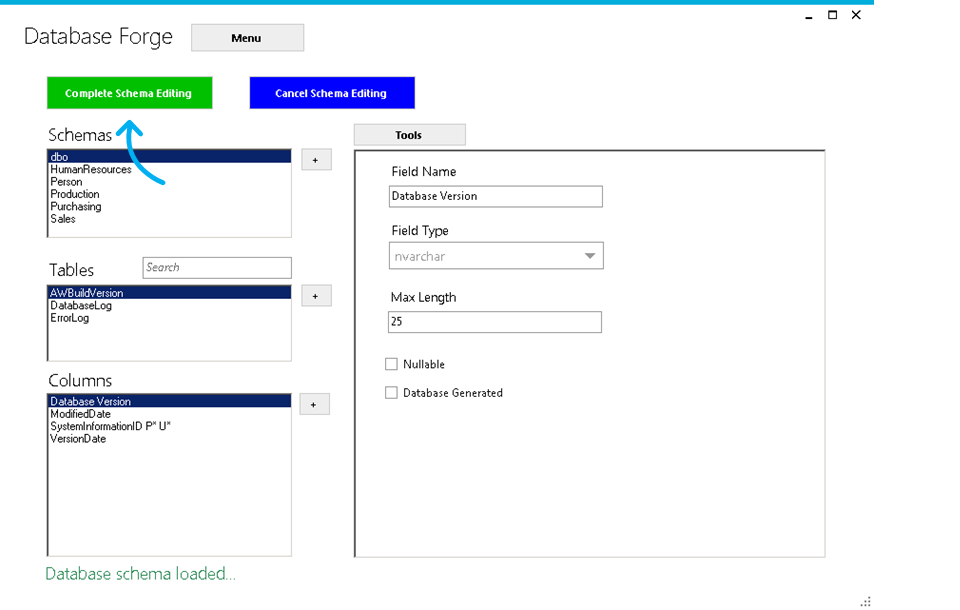 Database Forge
Menu
Complete Schema Editing
Cancel Schema Editing
Schemas
Tools
dbo
HumanResources
Person
Production
Purchasing
Sales
+
Tables
Search
AWBuildVersion
DatabaseLog
ErrorLog
+
Columns
Database Version
ModifiedDate
SystemInformationID P* U*
VersionDate
+
Field Name
Database Version
Field Type
nvarchar
Max Length
25
Nullable
Database Generated
Database schema loaded...